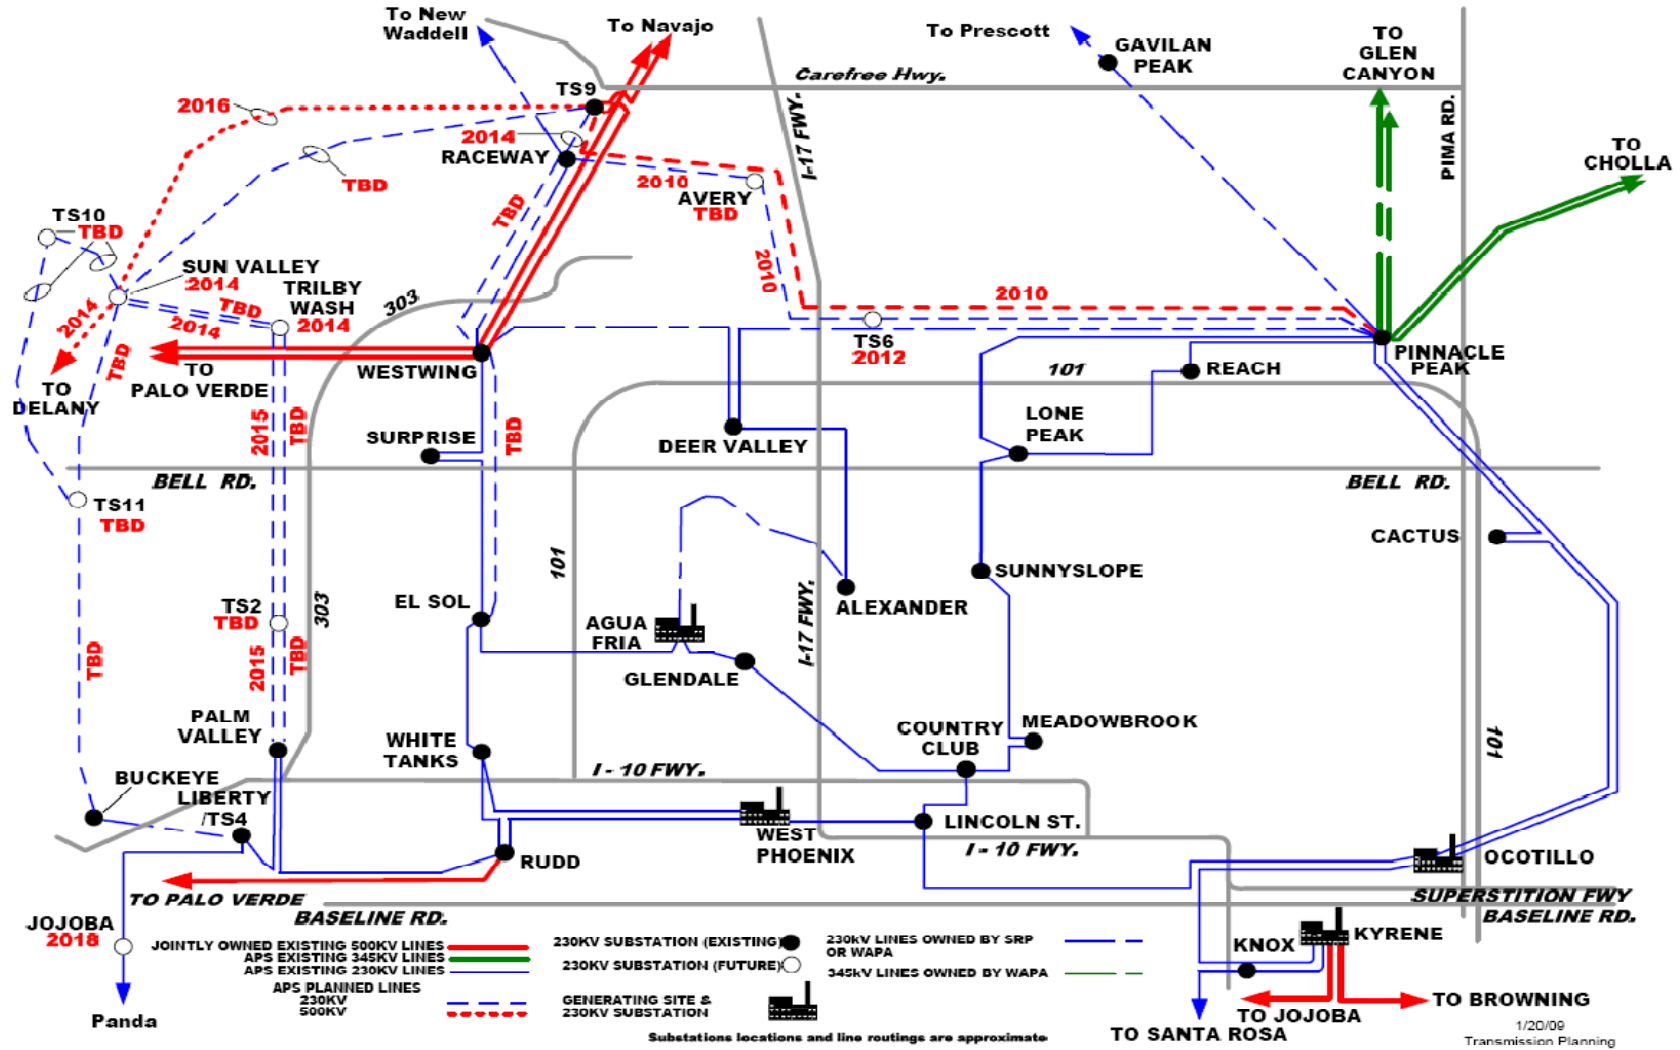 To New
Waddell
To Navajo
To Prescott
GAVILAN
PEAK
TO
GLEN
CANYON
Carefree Hwy.
TS9
2016
2014
RACEWAY
I-17 FWY.
PIMA RD.
TO
CHOLLA
TBD
2010
AVERY
TBD
TBD
TS10
TBD
SUN VALLEY
2014
TRILBY
WASH
2014
TBD
2014
2014
TBD
303
2010
2010
TS6
2012
TO
DELANY
TO
PALO VERDE
WESTWING
PINNACLE
PEAK
REACH
101
2015
TBD
SURPRISE
TBD
DEER VALLEY
LONE
PEAK
BELL RD.
BELL RD.
TS11
TBD
CACTUS
101
SUNNYSLOPE
ALEXANDER
EL SOL
TS2
TBD
303
AGUA
FRIA
I-17 FWY.
TBD
2015
TBD
GLENDALE
PALM
VALLEY
WHITE
TANKS
COUNTRY
CLUB
MEADOWBROOK
101
I - 10 FWY.
BUCKEYE
LIBERTY
/TS4
WEST
PHOENIX
LINCOLN ST.
I - 10 FWY.
RUDD
OCOTILLO
TO PALO VERDE
SUPERSTITION FWY
BASELINE RD.
BASELINE RD.
JOJOBA
2018
KNOX
KYRENE
JOINTLY OWNED EXISTING 500KV LINES
APS EXISTING 345KV LINES
APS EXISTING 230KV LINES
APS PLANNED LINES
230KV
500KV
230KV SUBSTATION (EXISTING)
230KV SUBSTATION (FUTURE)
GENERATING SITE &
230KV SUBSTATION
230kV LINES OWNED BY SRP
OR WAPA
345kV LINES OWNED BY WAPA
Panda
TO SANTA ROSA
TO JOJOBA
TO BROWNING
Substations locations and line routings are approximate
1/20/09
Transmission Planning